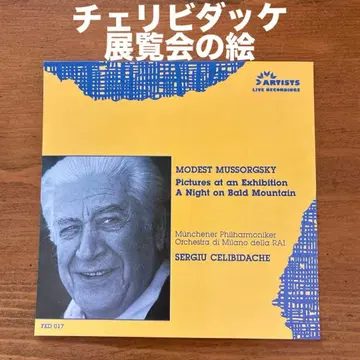 チェリビダッケ
展覧会の絵
ARTISTS
LIVE RECORDINGS
MODEST MUSSORGSKY
Pictures at an Exhibition
A Night on Bald Mountain
Münchener Philharmoniker
Orchestra di Milano della RAI
SERGIU CELIBIDACHE
FED 017